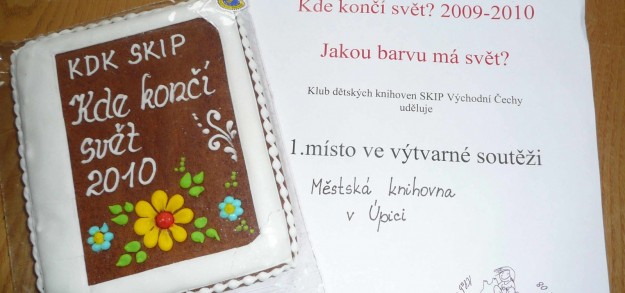 KDK SKIP
Kde končí
svět
2010
Kde končí svět? 2009-2010
Jakou barvu má svět?
Klub dětských knihoven SKIP Východní Čechy
uděluje
1.místo ve výtvarné soutěži
Městská knihovna
v Úpici